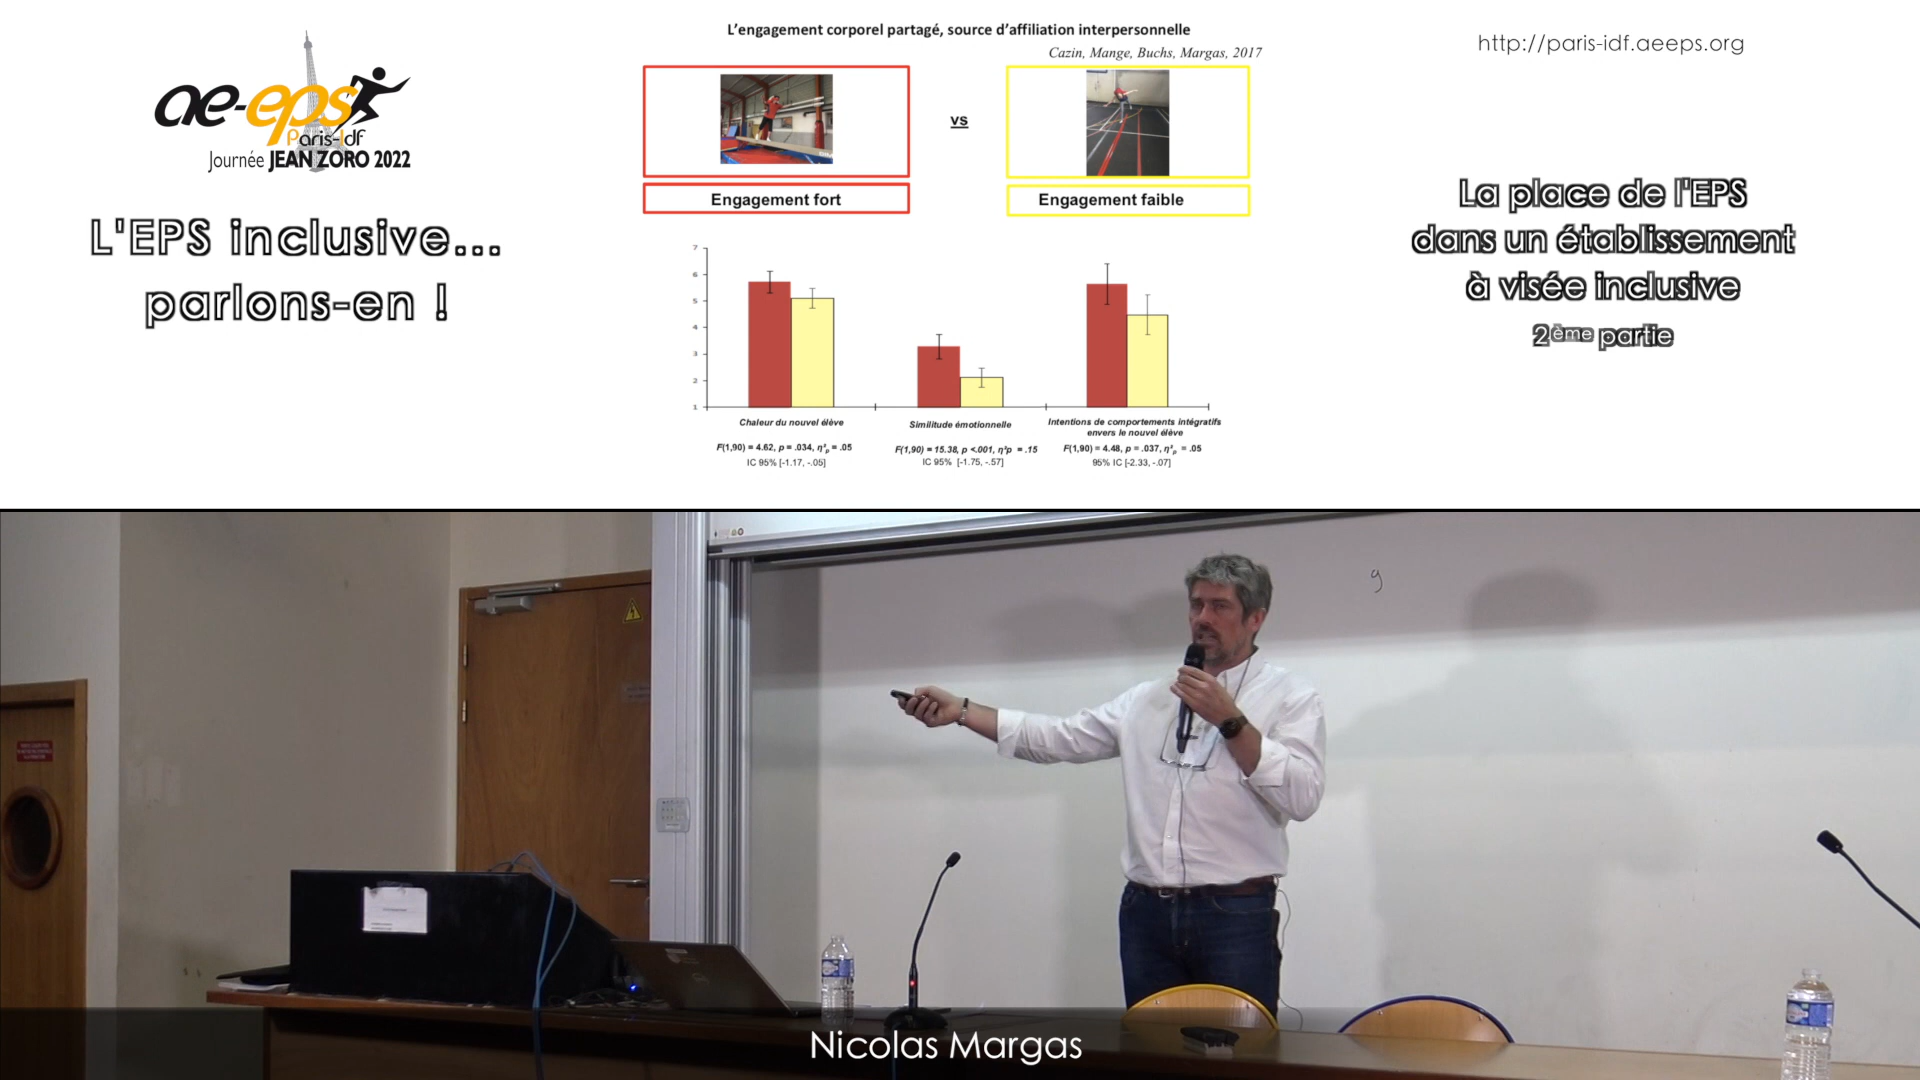 ae-eps
Paris-Idf
Journée JEAN ZORO 2022
L'EPS inclusive...
parlons-en !
L'engagement corporel partagé, source d'affiliation interpersonnelle
Cazin, Mange, Buchs, Margas, 2017
vs
Engagement fort
Engagement faible
7
6
5
4
3
2
1
Chaleur du nouvel élève
F(1,90) = 4.62, p = .034, η²p = .05
IC 95% [-1.17, -.05]
Similitude émotionnelle
F(1,90) = 15.38, p <.001, η²p = .15
IC 95% [-1.75, -.57]
Intentions de comportements intégratifs
envers le nouvel élève
F(1,90) = 4.48, p = .037, η²p = .05
95% IC [-2.33, -.07]
http://paris-idf.aeeps.org
La place de l'EPS
dans un établissement
à visée inclusive
2ème partie
Nicolas Margas